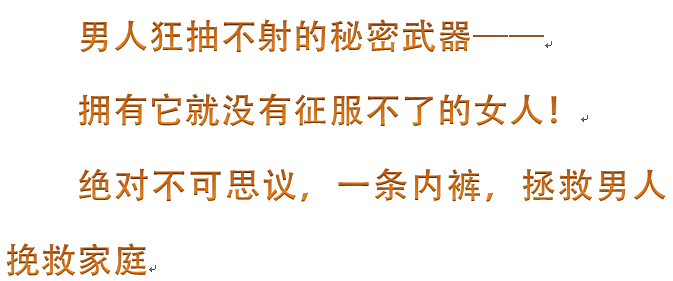 男人狂抽不射的秘密武器——
拥有它就没有征服不了的女人！
绝对不可思议，一条内裤，拯救男人
挽救家庭